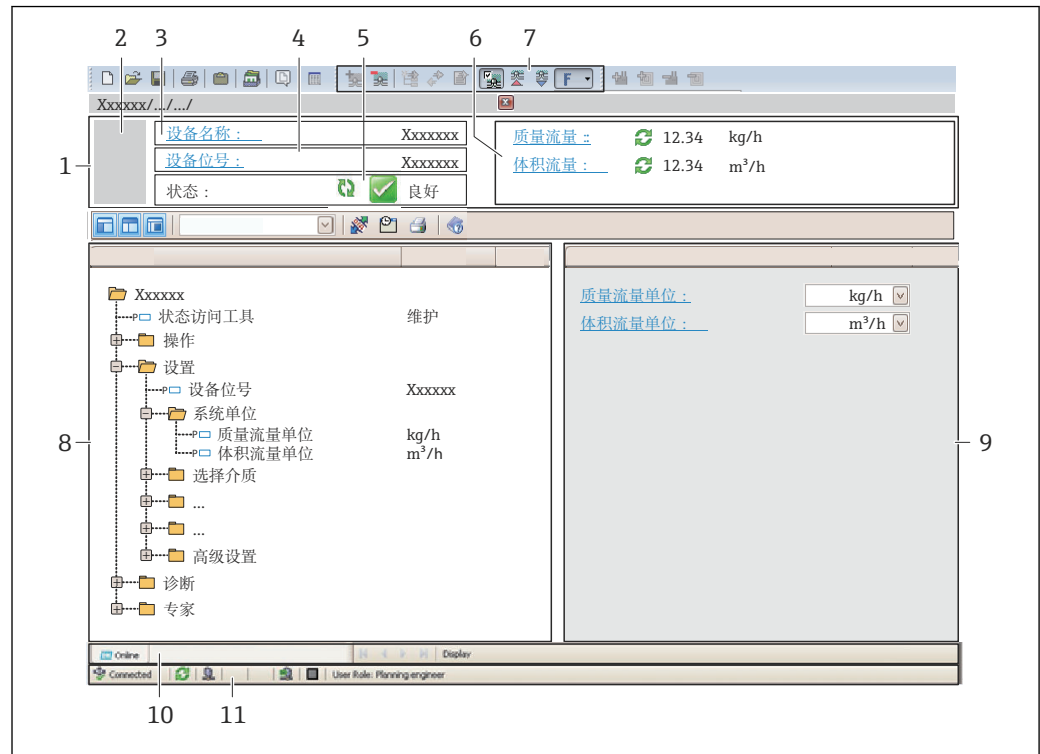 2 3 4 5 6 7
F
Xxxxxx/.../.../
1
设备名称： Xxxxxxx
设备位号： Xxxxxxx
状态： 良好
质量流量： 12.34 kg/h
体积流量： 12.34 m³/h
Xxxxxx
状态访问工具 维护
操作
设置
设备位号 Xxxxxx
系统单位
质量流量单位 kg/h
体积流量单位 m³/h
选择介质
...
...
高级设置
诊断
专家
8
质量流量单位： kg/h
体积流量单位： m³/h
9
Online Display
Connected User Role: Planning engineer
10 11